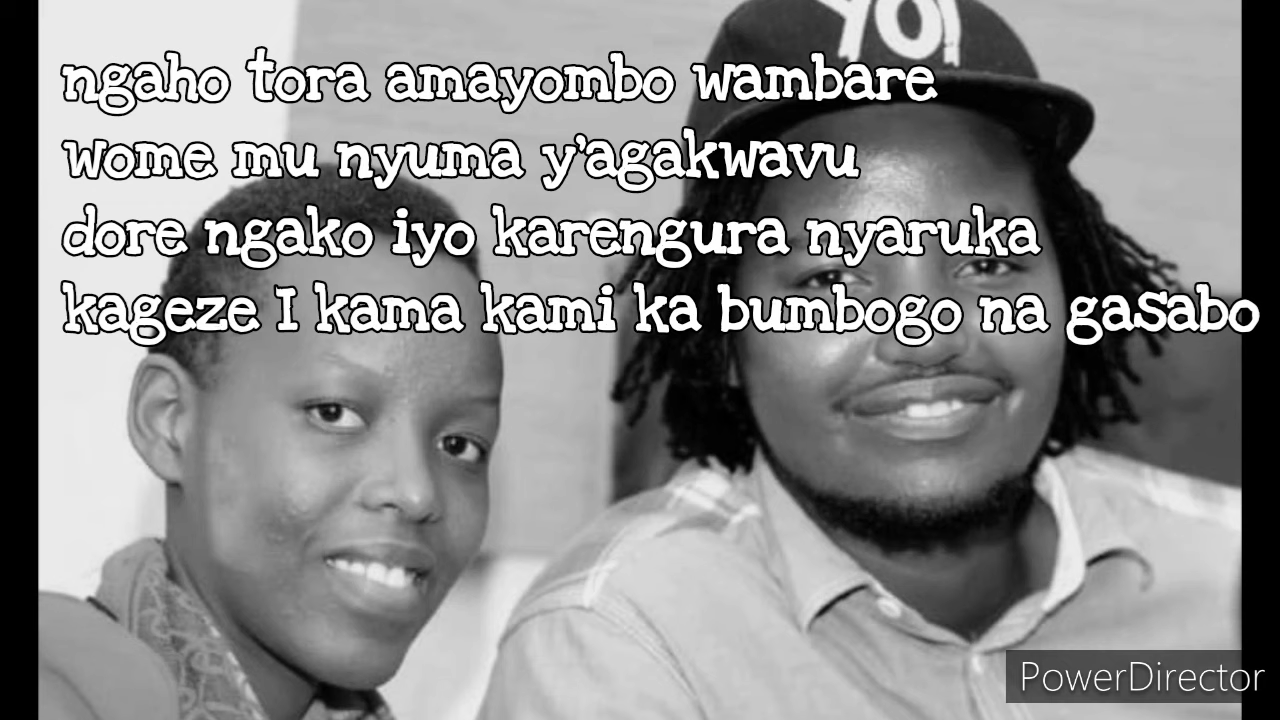 YO!
ngaho tora amayombo wambare
wome mu nyuma y'agakwavu
dore ngako iyo karengura nyaruka
kageze I kama kami ka bumbogo na gasabo
PowerDirector